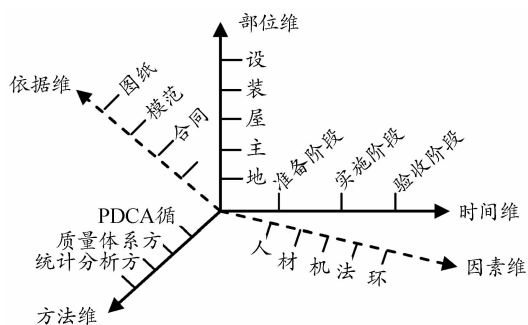 部位维
设
装
屋
主
地
依据维
图纸
模范
合同
准备阶段
实施阶段
验收阶段
时间维
PDCA循
质量体系方
统计分析方
方法维
人
材
机
法
环
因素维